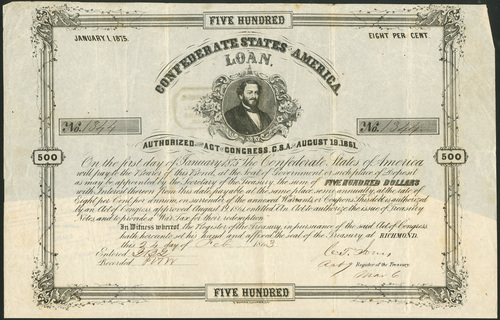 FIVE HUNDRED
JANUARY 1, 1875.
EIGHT PER CENT.
CONFEDERATE STATES AMERICA
LOAN.
No. 1344
No. 1344
AUTHORIZED ACT OF CONGRESS, C.S.A. OF AUGUST 19, 1861.
500
500
On the first day of January 1875 the Confederate States of America
will pay to the Bearer of this Bond, at the Seat of Government or such place of Deposit
as may be appointed by the Secretary of the Treasury, the sum of FIVE HUNDRED DOLLARS
with Interest thereon from this date, payable at the same place, semi annually, at the rate of
Eight per Cent per annum, on surrender of the annexed Warrants or Coupons. This debt is authorized
by an Act of Congress, approved August 19, 1861, entitled An Act to authorize the issue of Treasury
Notes, and to provide a War Tax for their redemption.
In Witness whereof the Register of the Treasury, in pursuance of the said Act of Congress
hath hereunto set his hand and affixed the seal of the Treasury at RICHMOND,
this day of
Entered
Recorded
Register of the Treasury
FIVE HUNDRED